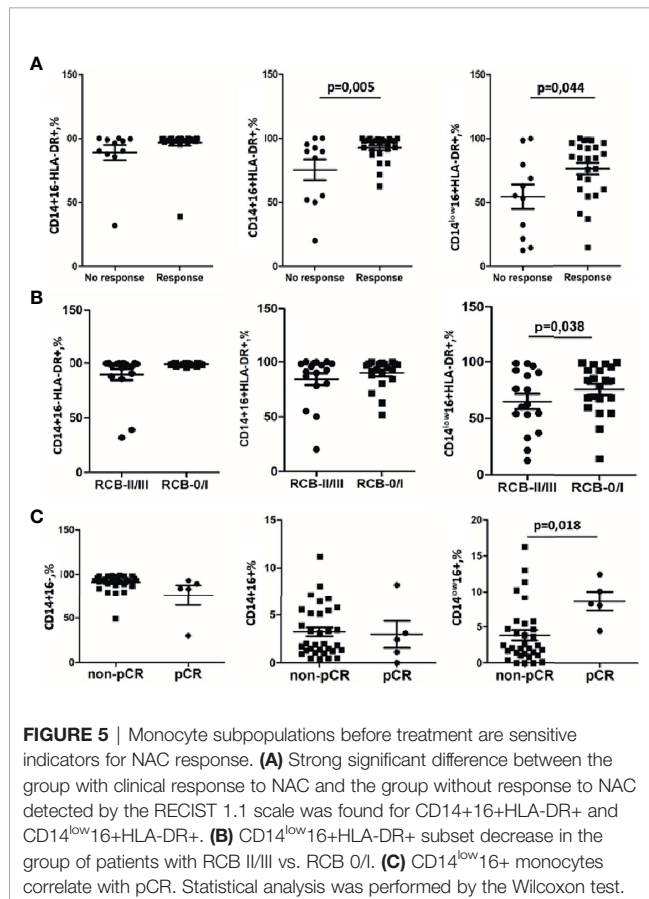 A
p=0,005
p=0,044
CD14+16-HLA-DR+,%
150
00
50
0
No response
Response
CD14+16+HLA-DR+,%
150
100
50
0
No response
Response
CD14low16+HLA-DR+,%
150
100
50
0
No response
Response
B
p=0,038
CD14+16-HLA-DR+,%
150
00
50
0
RCB-II/III
RCB-0/I
CD14+16+HLA-DR+,%
150
100
50
0
RCB-II/III
RCB-0/I
CD14low16+HLA-DR+,%
150
100
50
0
RCB-II/III
RCB-0/I
C
p=0,018
CD14+16-,%
150
100
50
0
non-pCR
pCR
CD14+16+%
15
10
5
0
non-pCR
pCR
CD14low16+,%
20
15
10
5
0
non-pCR
pCR
FIGURE 5 | Monocyte subpopulations before treatment are sensitive
indicators for NAC response. (A) Strong significant difference between the
group with clinical response to NAC and the group without response to NAC
detected by the RECIST 1.1 scale was found for CD14+16+HLA-DR+ and
CD14low16+HLA-DR+. (B) CD14low16+HLA-DR+ subset decrease in the
group of patients with RCB II/III vs. RCB 0/I. (C) CD14low16+ monocytes
correlate with pCR. Statistical analysis was performed by the Wilcoxon test.